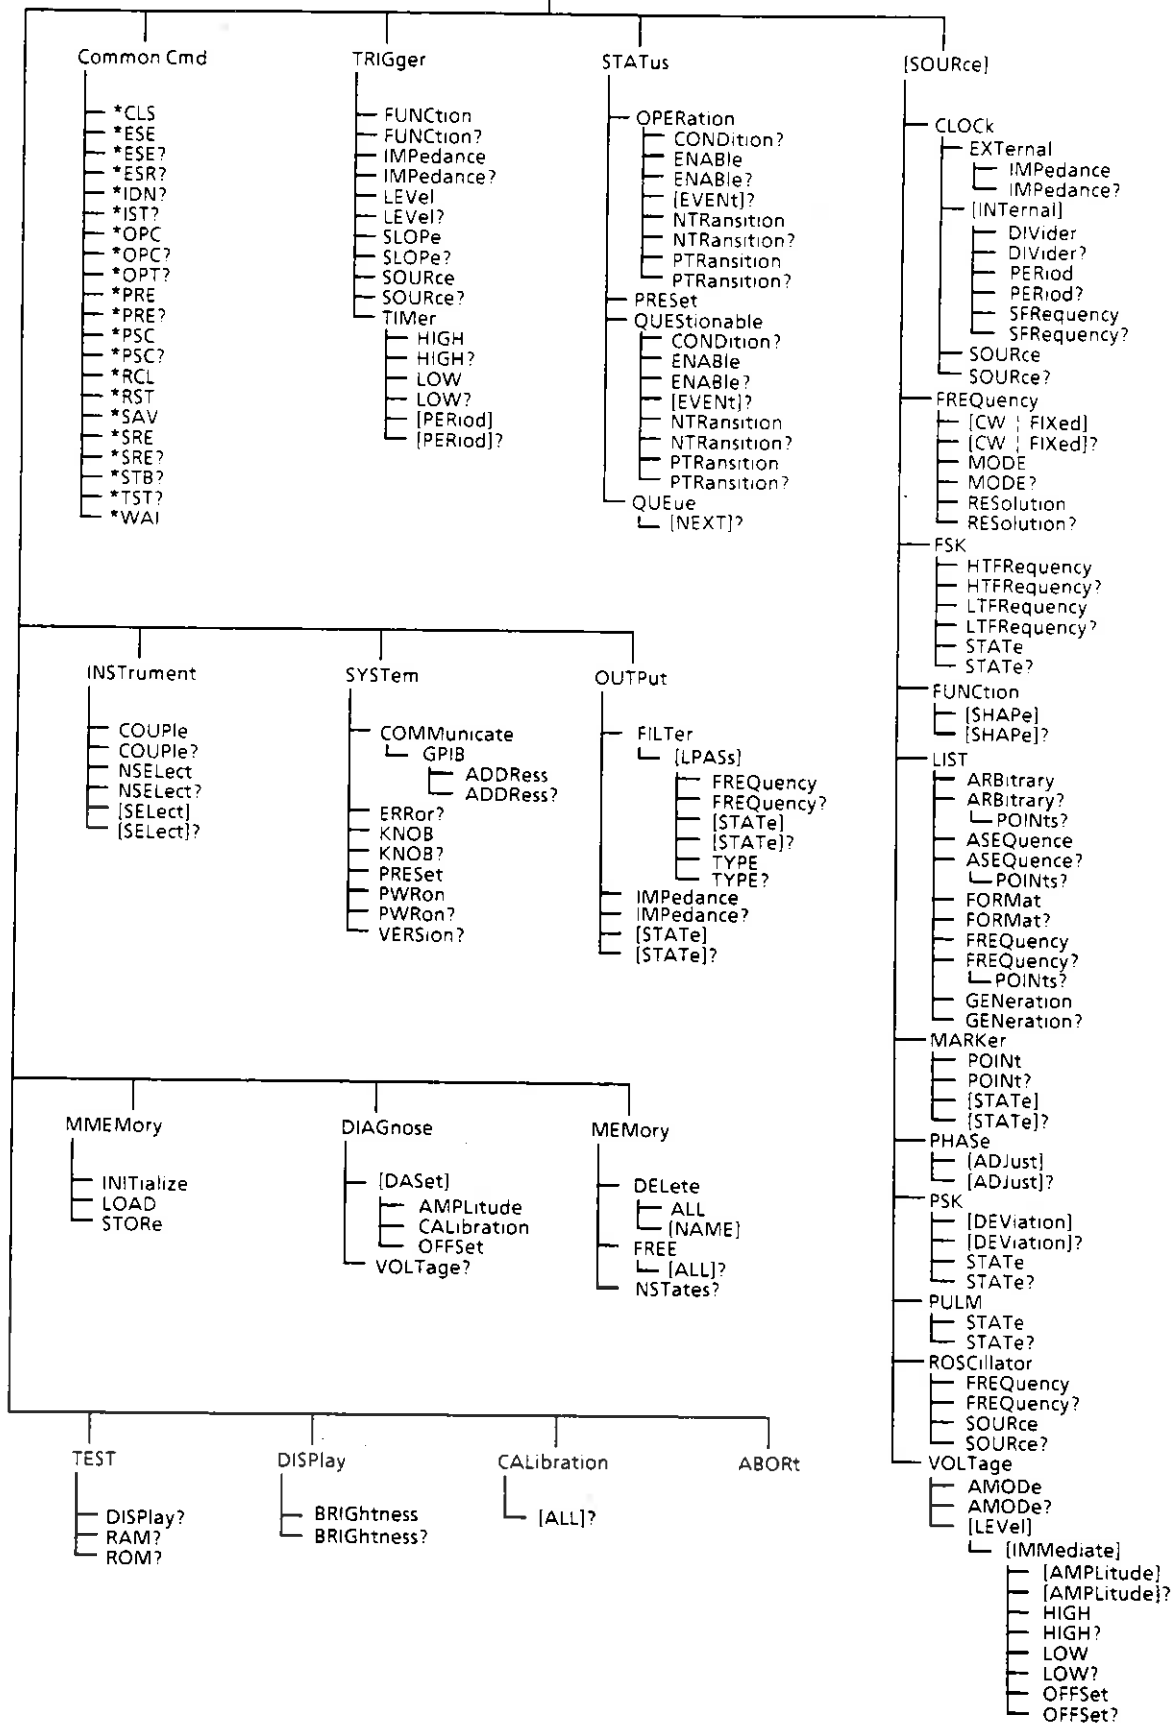 Common Cmd
*CLS
*ESE
*ESE?
*ESR?
*IDN?
*IST?
*OPC
*OPC?
*OPT?
*PRE
*PRE?
*PSC
*PSC?
*RCL
*RST
*SAV
*SRE
*SRE?
*STB?
*TST?
*WAI
TRIGger
FUNCtion
FUNCtion?
IMPedance
IMPedance?
LEVel
LEVel?
SLOPe
SLOPe?
SOURce
SOURce?
TIMer
HIGH
HIGH?
LOW
LOW?
[PERiod]
[PERiod]?
STATus
OPERation
CONDition?
ENABle
ENABle?
[EVENt]?
NTRansition
NTRansition?
PTRansition
PTRansition?
PRESet
QUEStionable
CONDition?
ENABle
ENABle?
[EVENt]?
NTRansition
NTRansition?
PTRansition
PTRansition?
QUEue
[NEXT]?
[SOURce]
CLOCk
EXTernal
IMPedance
IMPedance?
[INTernal]
DIVider
DIVider?
PERiod
PERiod?
SFRequency
SFRequency?
SOURce
SOURce?
FREQuency
[CW ¦ FIXed]
[CW ¦ FIXed]?
MODE
MODE?
RESolution
RESolution?
FSK
HTFRequency
HTFRequency?
LTFRequency
LTFRequency?
STATe
STATe?
FUNCtion
[SHAPe]
[SHAPe]?
LIST
ARBitrary
ARBitrary?
POINts?
ASEQuence
ASEQuence?
POINts?
FORMat
FORMat?
FREQuency
FREQuency?
POINts?
GENeration
GENeration?
MARKer
POINt
POINt?
[STATe]
[STATe]?
PHASe
[ADJust]
[ADJust]?
PSK
[DEViation]
[DEViation]?
STATe
STATe?
PULM
STATe
STATe?
ROSCillator
FREQuency
FREQuency?
SOURce
SOURce?
VOLTage
AMODe
AMODe?
[LEVel]
[IMMediate]
[AMPLitude]
[AMPLitude]?
HIGH
HIGH?
LOW
LOW?
OFFSet
OFFSet?
INSTrument
COUPle
COUPle?
NSELect
NSELect?
[SELect]
[SELect]?
SYSTem
COMMunicate
GPIB
ADDRess
ADDRess?
ERRor?
KNOB
KNOB?
PRESet
PWRon
PWRon?
VERSion?
OUTPut
FILTer
[LPASs]
FREQuency
FREQuency?
[STATe]
[STATe]?
TYPE
TYPE?
IMPedance
IMPedance?
[STATe]
[STATe]?
MMEMory
INITialize
LOAD
STORe
DIAGnose
[DASet]
AMPLitude
CALibration
OFFSet
VOLTage?
MEMory
DELete
ALL
[NAME]
FREE
[ALL]?
NSTates?
TEST
DISPlay?
RAM?
ROM?
DISPlay
BRIGhtness
BRIGhtness?
CALibration
[ALL]?
ABORt